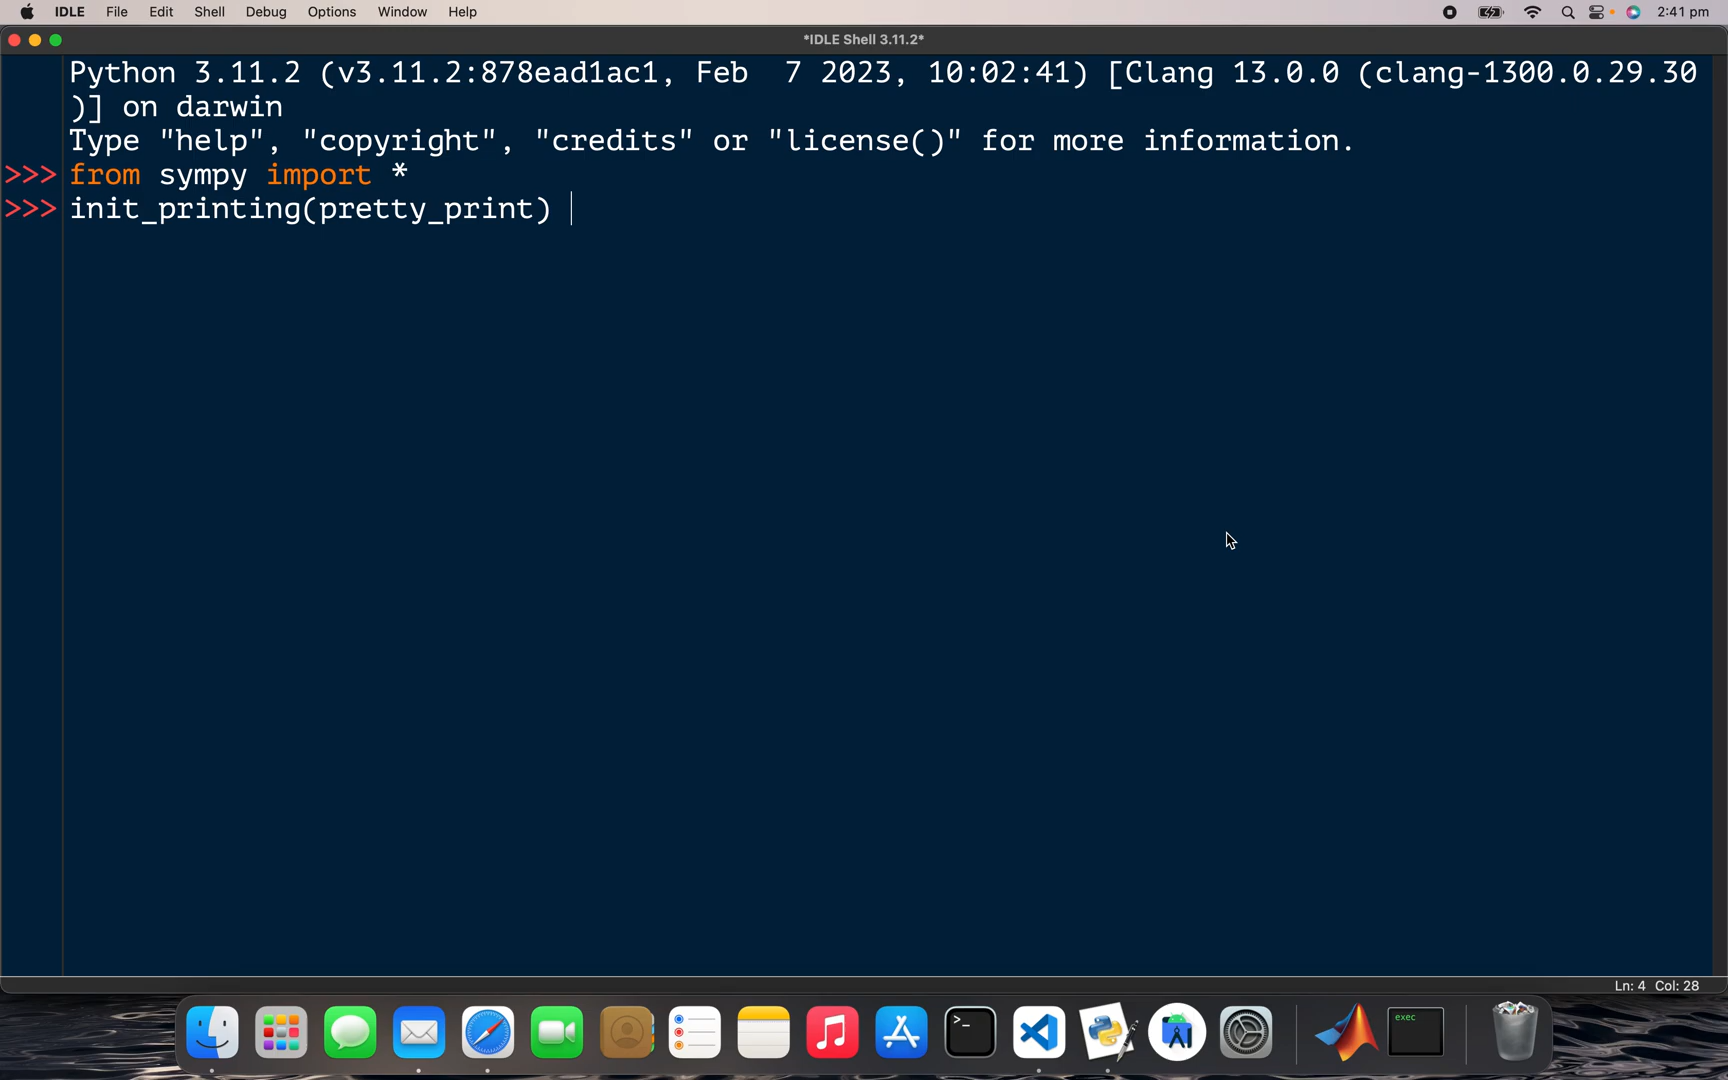 IDLE File Edit Shell Debug Options Window Help 2:41 pm
*IDLE Shell 3.11.2*
Python 3.11.2 (v3.11.2:878ead1ac1, Feb  7 2023, 10:02:41) [Clang 13.0.0 (clang-1300.0.29.30
)] on darwin
Type "help", "copyright", "credits" or "license()" for more information.
>>> from sympy import *
>>> init_printing(pretty_print)
Ln: 4 Col: 28
>_
exec